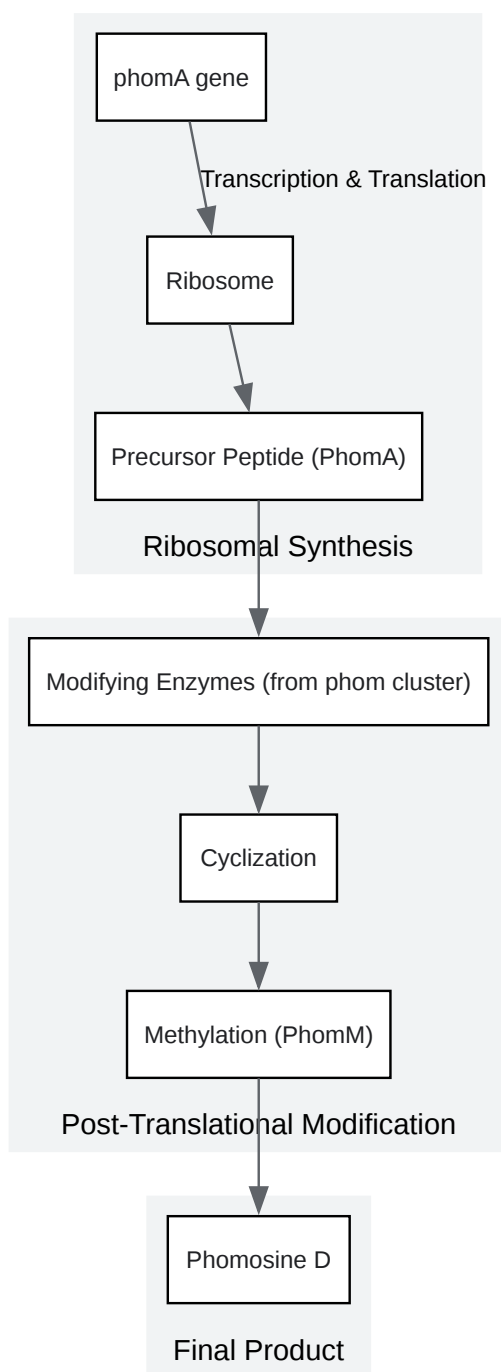 phomA gene
Transcription & Translation
Ribosome
Precursor Peptide (PhomA)
Ribosomal Synthesis
Modifying Enzymes (from phom cluster)
Cyclization
Methylation (PhomM)
Post-Translational Modification
Phomosine D
Final Product